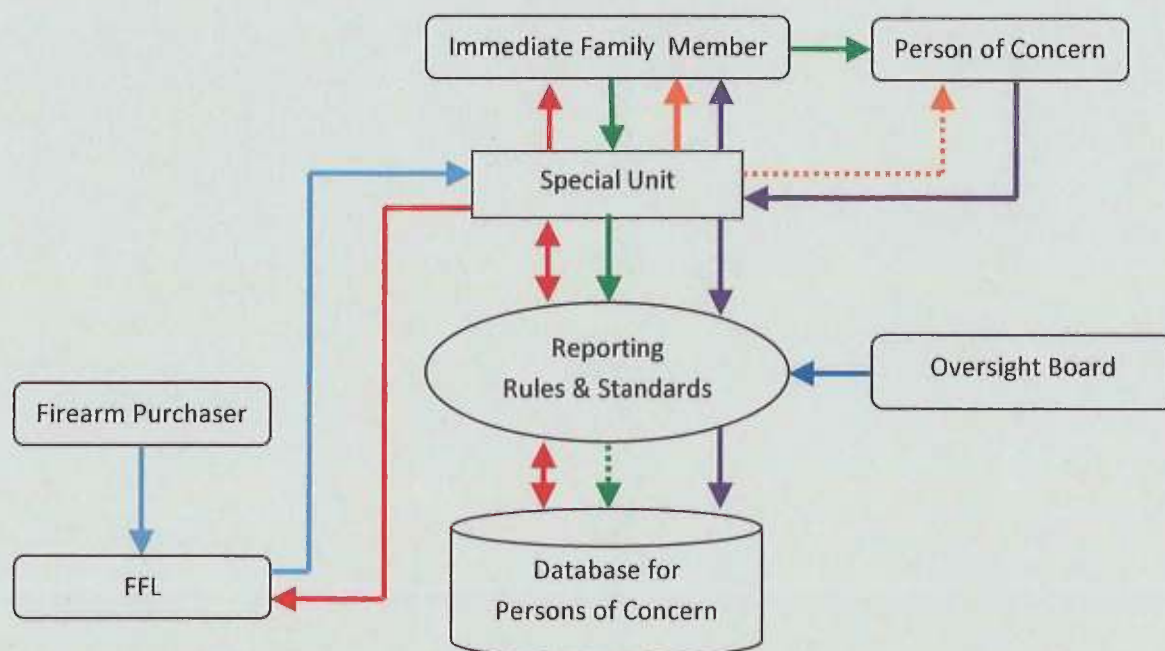 Immediate Family Member
Person of Concern
Special Unit
Reporting
Rules & Standards
Oversight Board
Firearm Purchaser
FFL
Database for
Persons of Concern